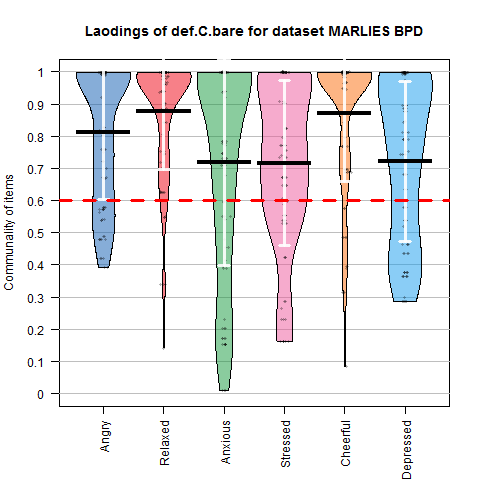 Laodings of def.C.bare for dataset MARLIES BPD
Communality of items
1
0.9
0.8
0.7
0.6
0.5
0.4
0.3
0.2
0.1
0
Angry
Relaxed
Anxious
Stressed
Cheerful
Depressed